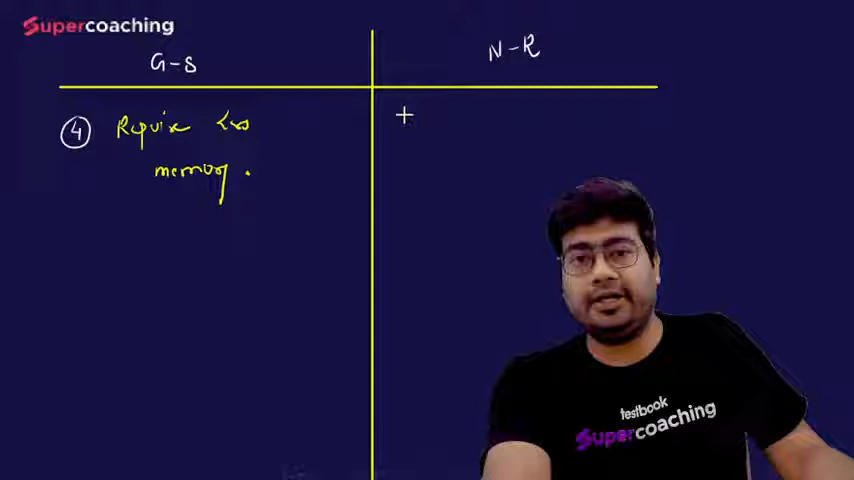 Supercoaching
G-S
N-R
4 Require less
memory.
testbook
Supercoaching